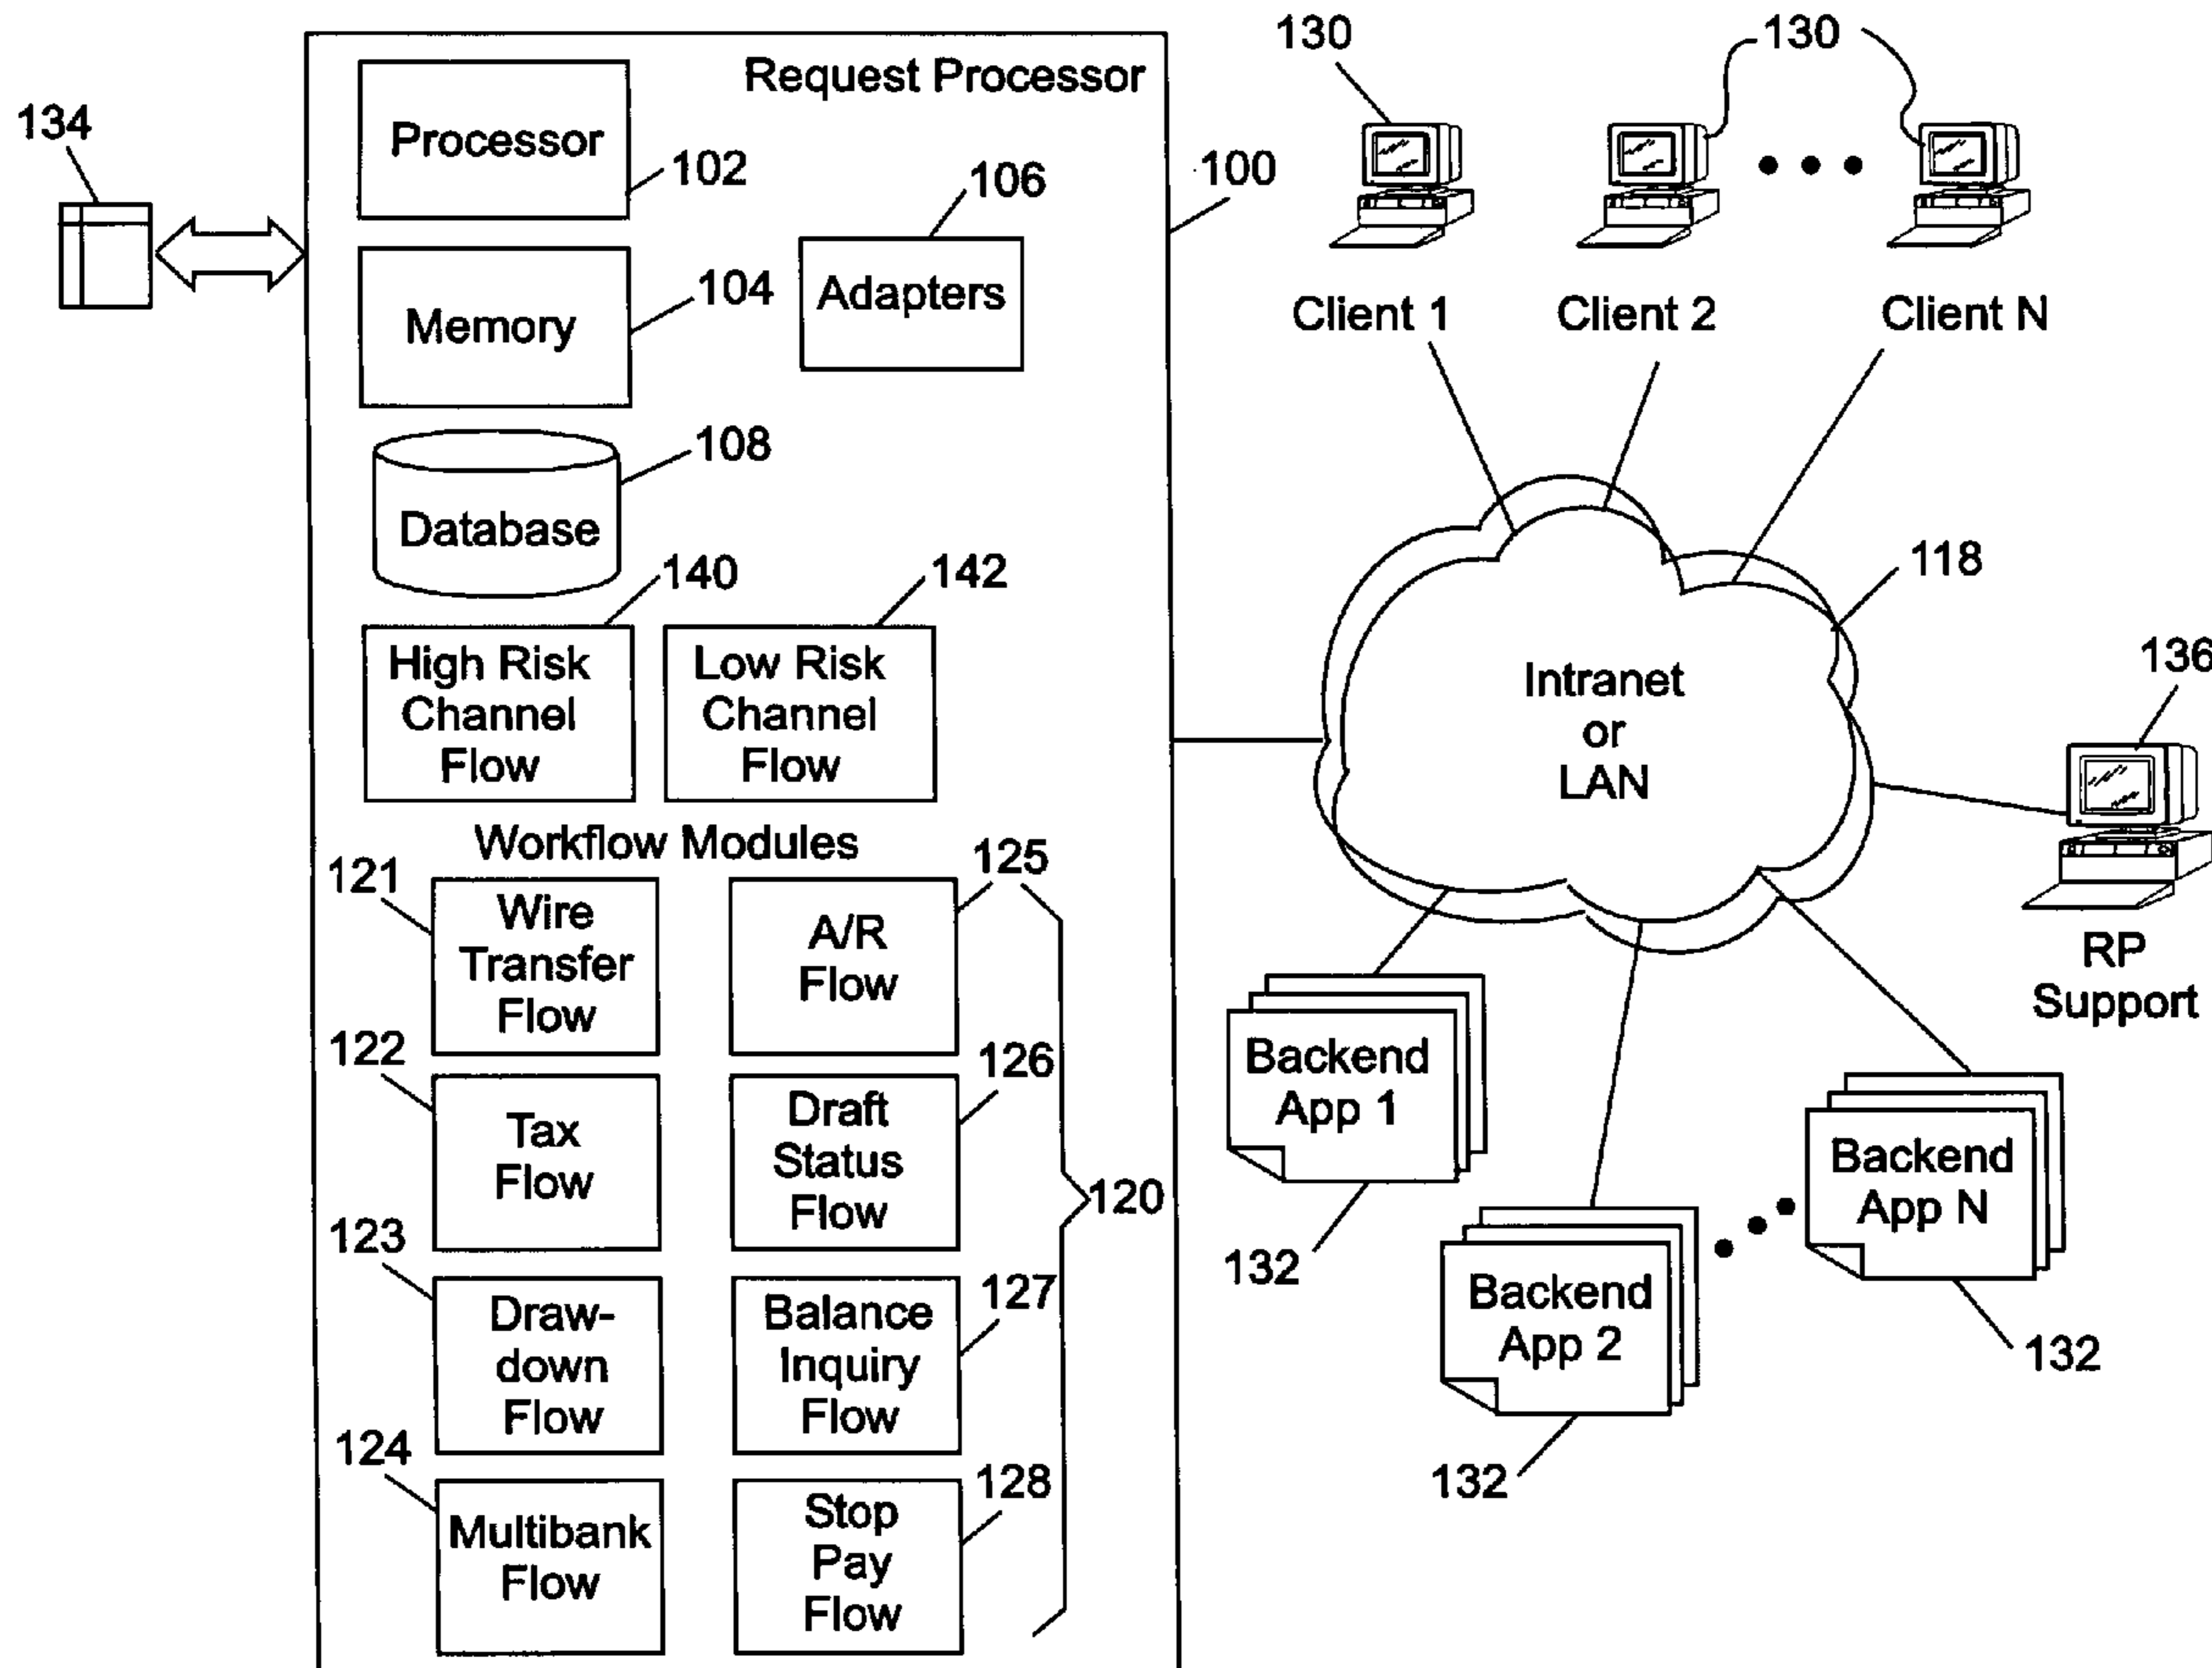 130
130
Request Processor
134
Processor
102
106
100
104
Adapters
Memory
Client 1
Client 2
Client N
108
Database
140
142
118
High Risk
Channel
Flow
Low Risk
Channel
Flow
Intranet
or
LAN
136
Workflow Modules
121
125
Wire
Transfer
Flow
A/R
Flow
RP
Support
122
126
Tax
Flow
Draft
Status
Flow
120
Backend
App 1
Backend
App N
123
127
132
Draw-
down
Flow
Balance
Inquiry
Flow
Backend
App 2
132
124
128
132
Multibank
Flow
Stop
Pay
Flow